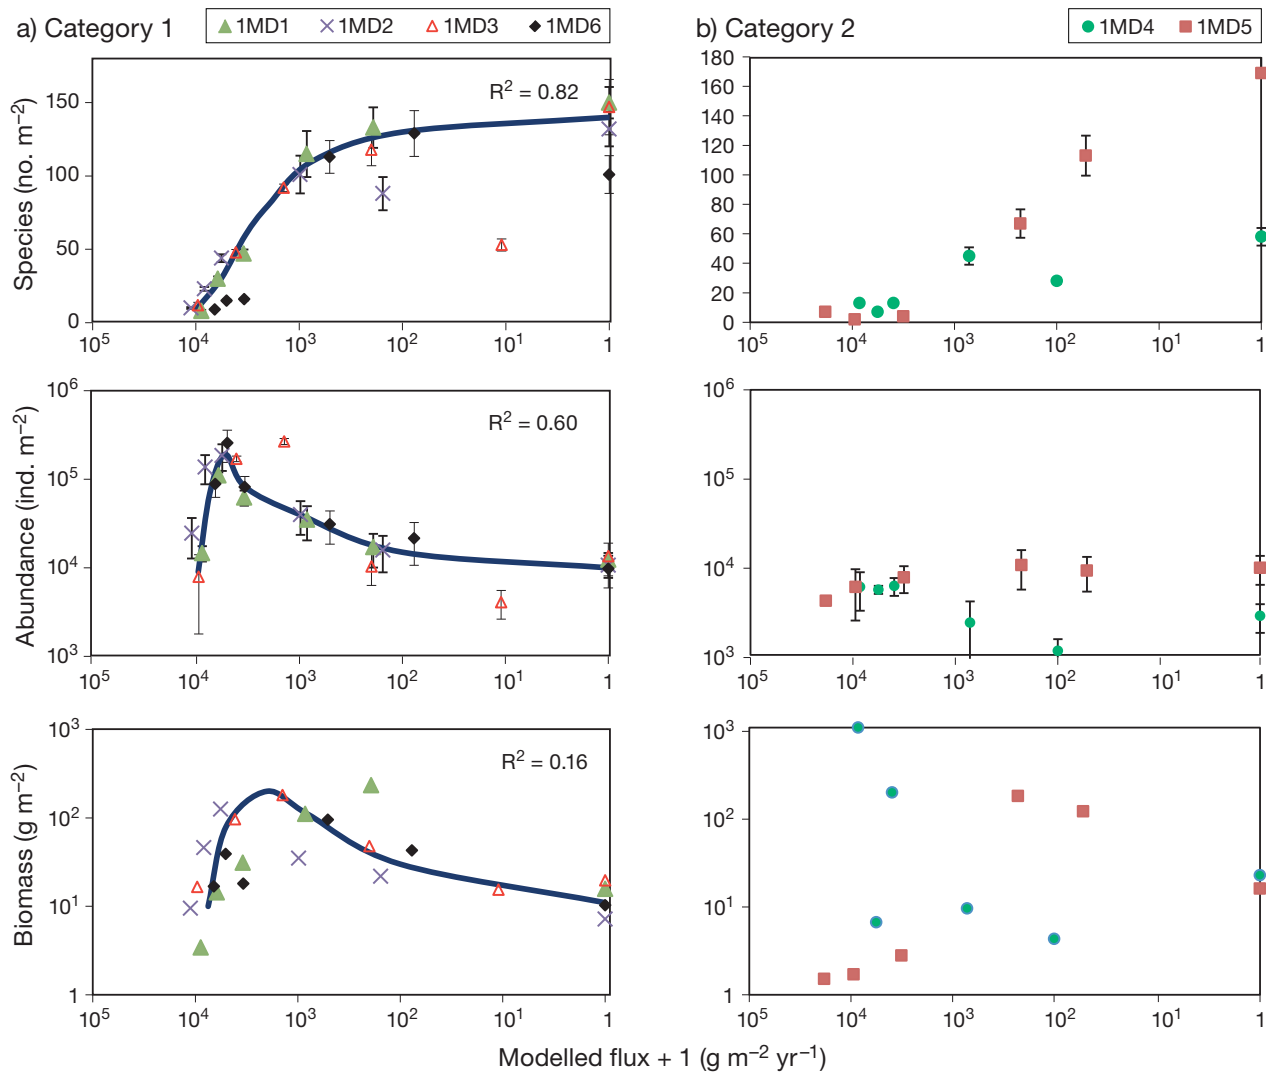 a) Category 1
1MD1 1MD2 1MD3 1MD6
b) Category 2
1MD4 1MD5
Species (no. m⁻²)
150
100
50
0
R² = 0.82
10⁵ 10⁴ 10³ 10² 10¹ 1
180
160
140
120
100
80
60
40
20
0
10⁵ 10⁴ 10³ 10² 10¹ 1
Abundance (ind. m⁻²)
10⁶
10⁵
10⁴
10³
R² = 0.60
10⁵ 10⁴ 10³ 10² 10¹ 1
10⁶
10⁵
10⁴
10³
10⁵ 10⁴ 10³ 10² 10¹ 1
Biomass (g m⁻²)
10³
10²
10¹
1
R² = 0.16
10⁵ 10⁴ 10³ 10² 10¹ 1
10³
10²
10¹
1
10⁵ 10⁴ 10³ 10² 10¹ 1
Modelled flux + 1 (g m⁻² yr⁻¹)